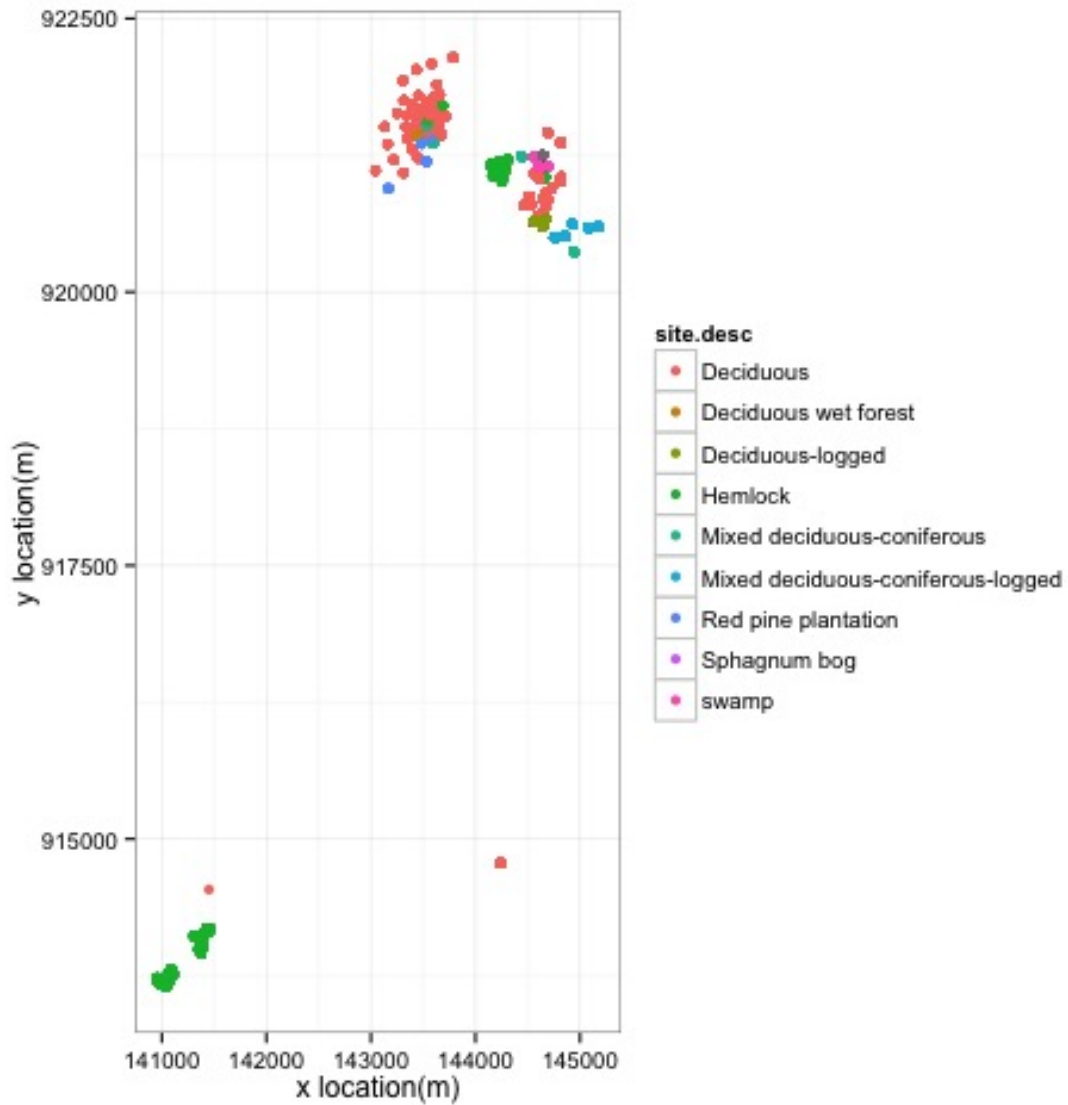 922500
920000
917500
915000
y location(m)
141000 142000 143000 144000 145000
x location(m)
site.desc
Deciduous
Deciduous wet forest
Deciduous-logged
Hemlock
Mixed deciduous-coniferous
Mixed deciduous-coniferous-logged
Red pine plantation
Sphagnum bog
swamp